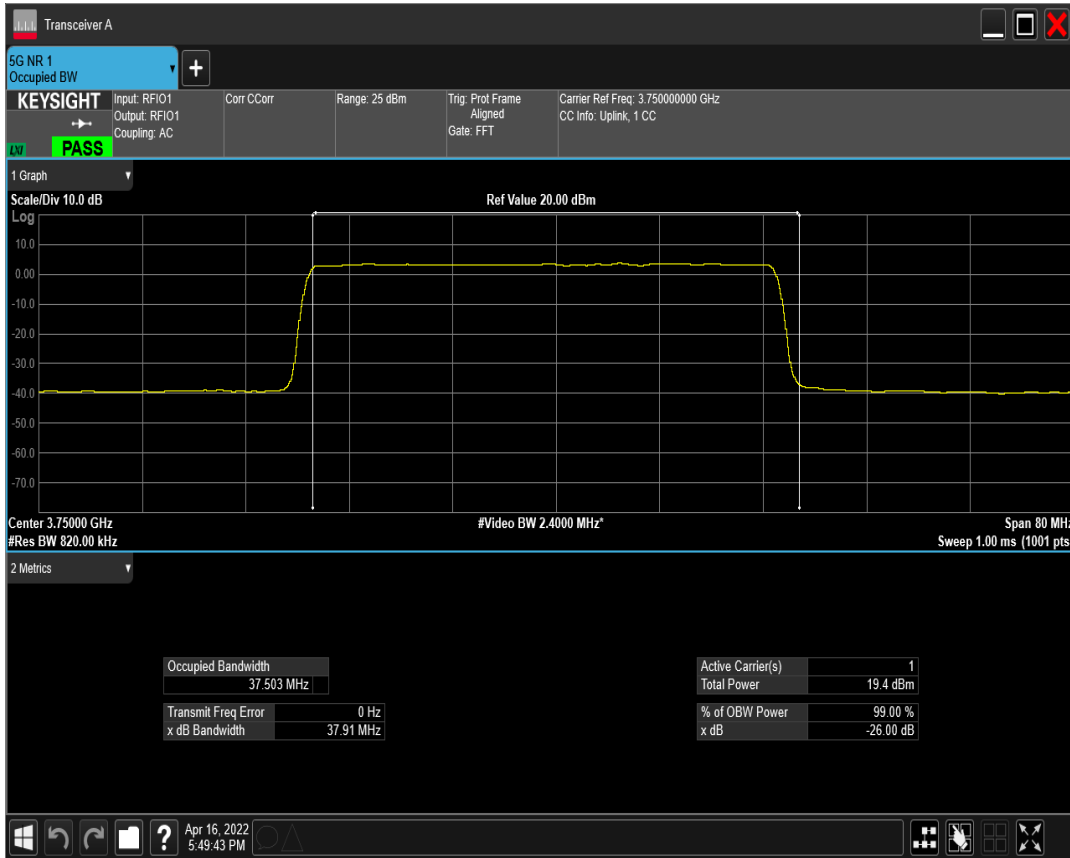 Transceiver A
5G NR 1
Occupied BW
+
KEYSIGHT
LXI
PASS
Input: RFIO1
Output: RFIO1
Coupling: AC
Corr CCorr
Range: 25 dBm
Trig: Prot Frame
Aligned
Gate: FFT
Carrier Ref Freq: 3.750000000 GHz
CC Info: Uplink, 1 CC
1 Graph
Scale/Div 10.0 dB
Ref Value 20.00 dBm
Log
10.0
0.00
-10.0
-20.0
-30.0
-40.0
-50.0
-60.0
-70.0
Center 3.75000 GHz
#Video BW 2.4000 MHz*
Span 80 MHz
#Res BW 820.00 kHz
Sweep 1.00 ms (1001 pts
2 Metrics
Occupied Bandwidth
37.503 MHz
Transmit Freq Error 0 Hz
x dB Bandwidth 37.91 MHz
Active Carrier(s) 1
Total Power 19.4 dBm
% of OBW Power 99.00 %
x dB -26.00 dB
?
Apr 16, 2022
5:49:43 PM